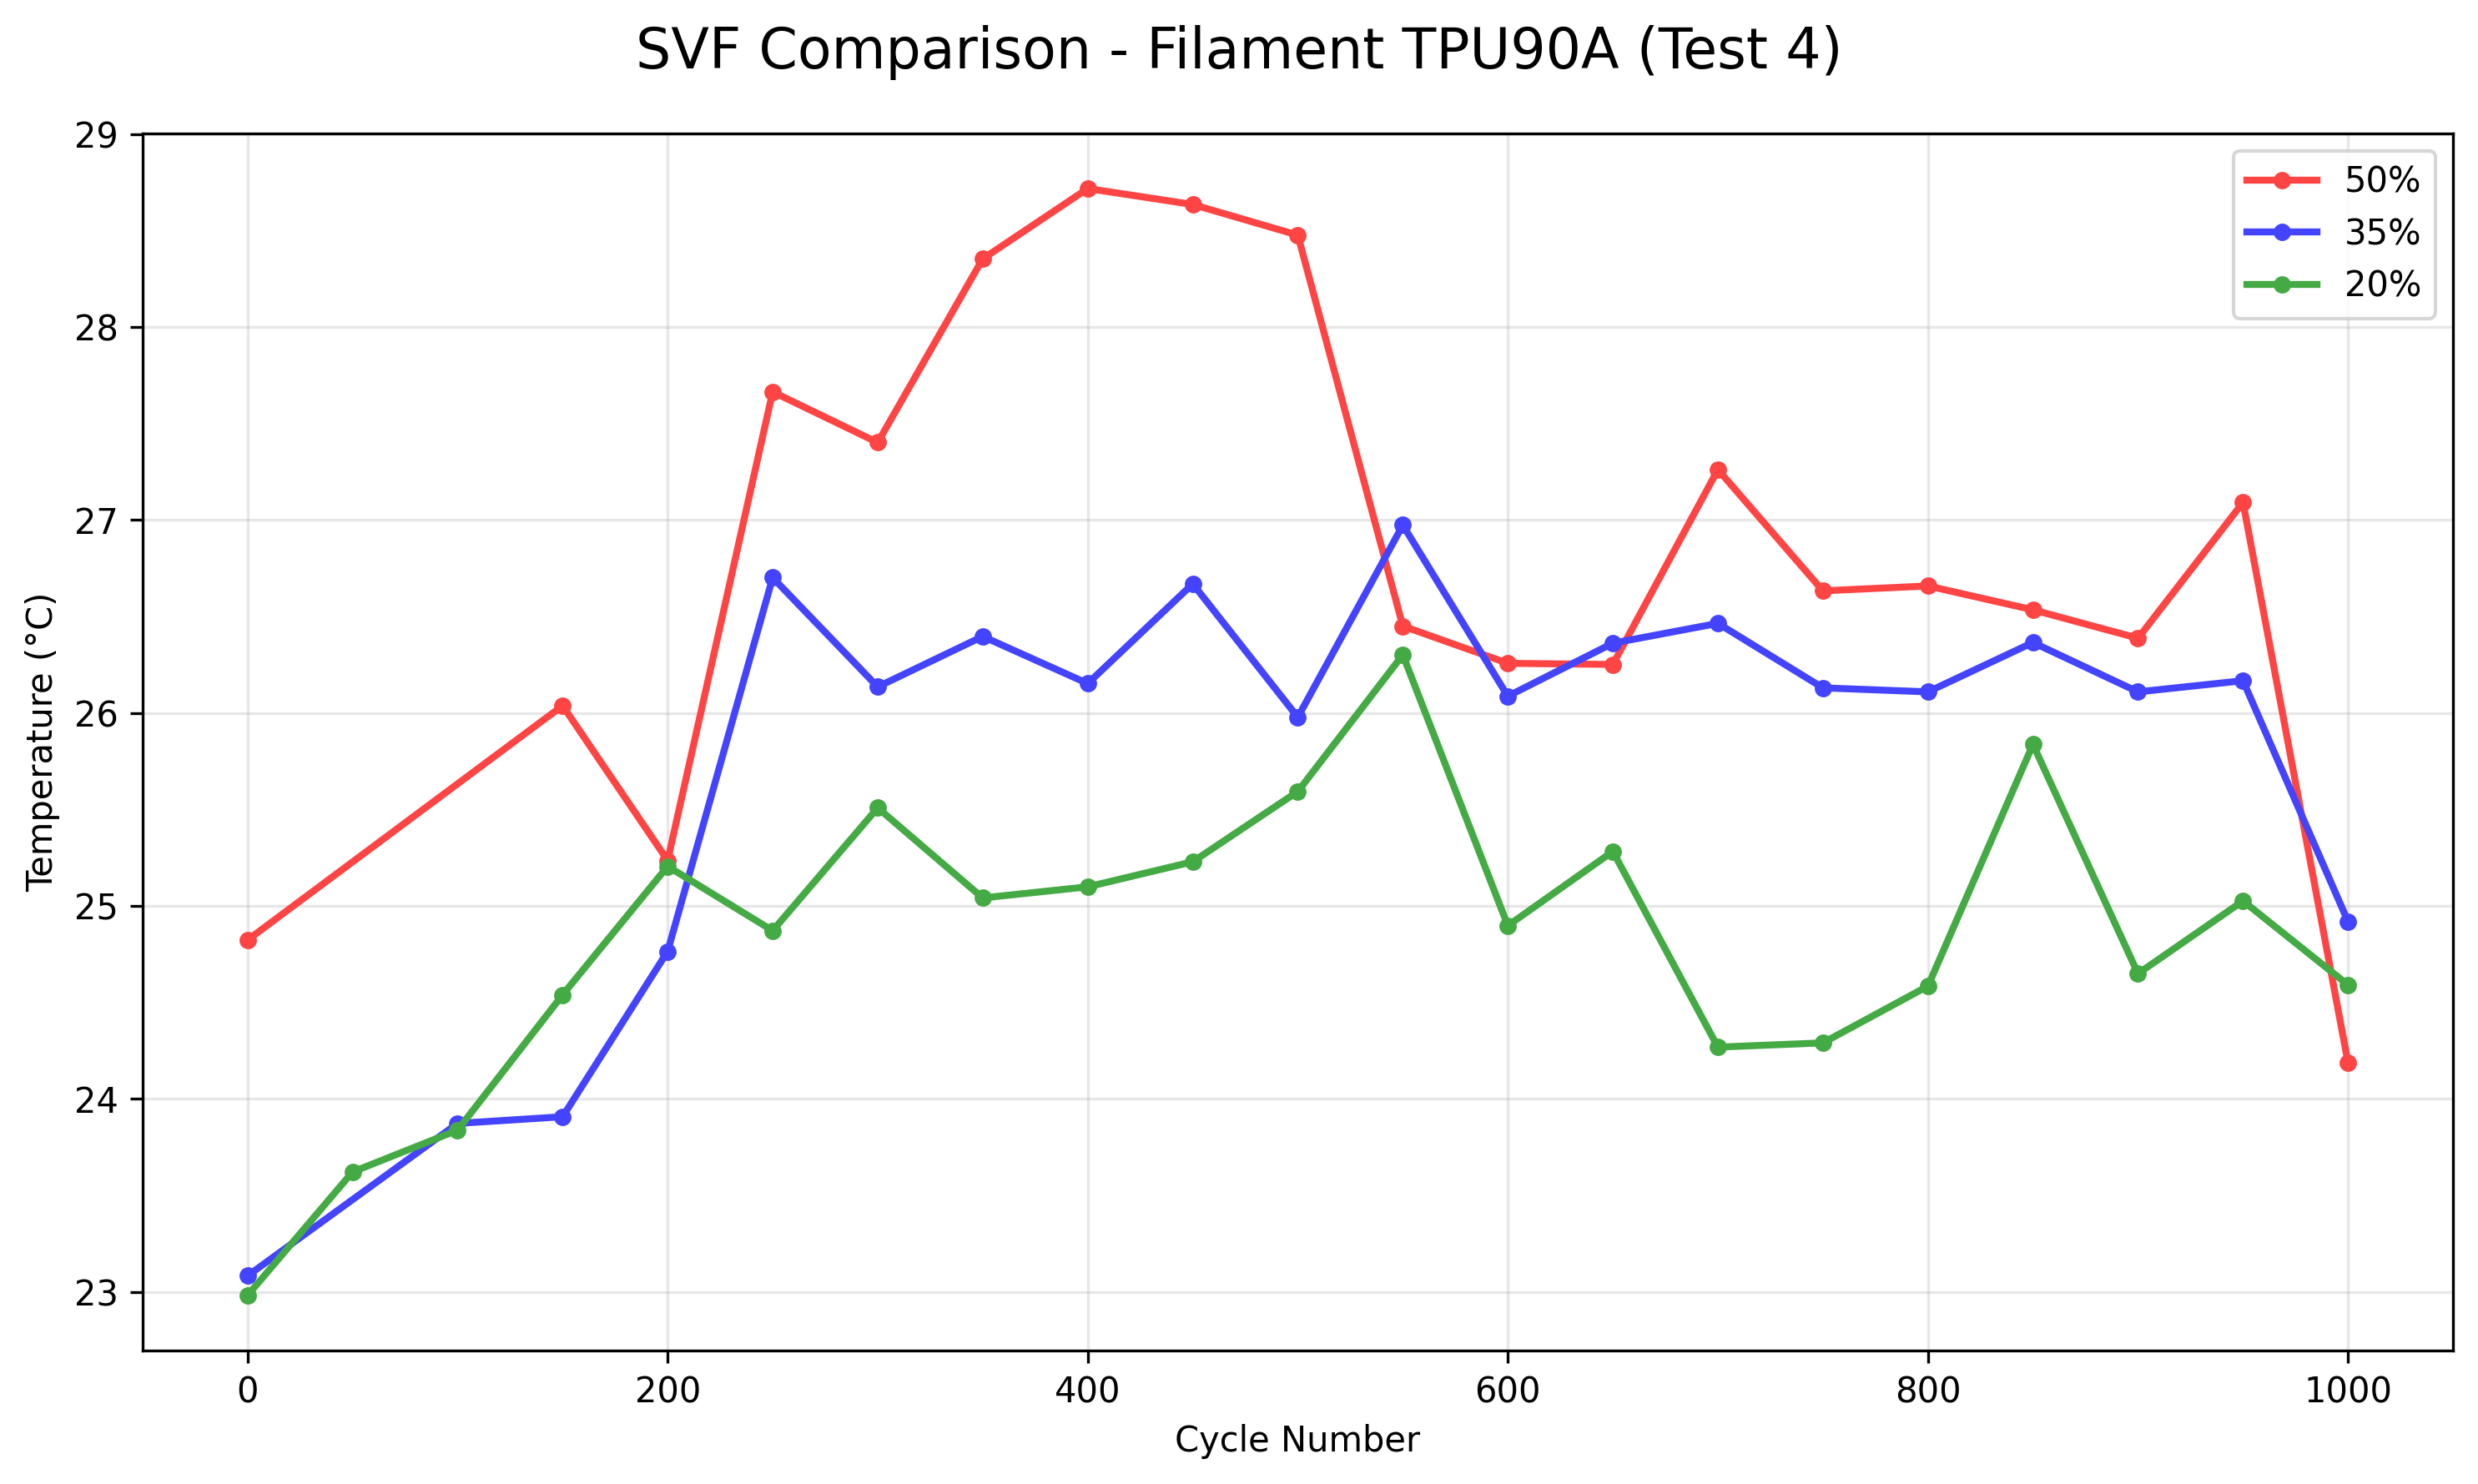 SVF Comparison - Filament TPU90A (Test 4)
29
28
27
26
25
24
23
Temperature (°C)
50%
35%
20%
0 200 400 600 800 1000
Cycle Number